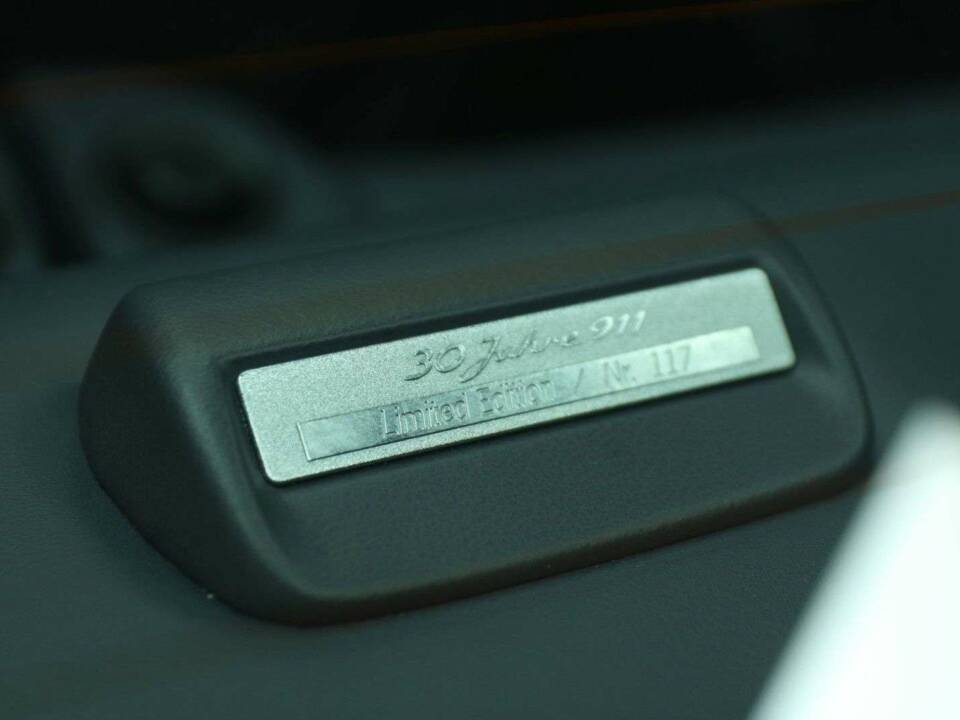 30 Jahre 911
Limited Edition / Nr. 117